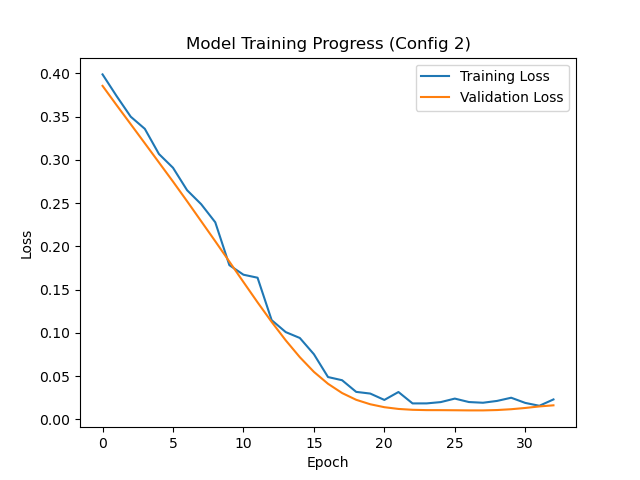 Model Training Progress (Config 2)
Training Loss
Validation Loss
0.40
0.35
0.30
0.25
0.20
0.15
0.10
0.05
0.00
Loss
0 5 10 15 20 25 30
Epoch